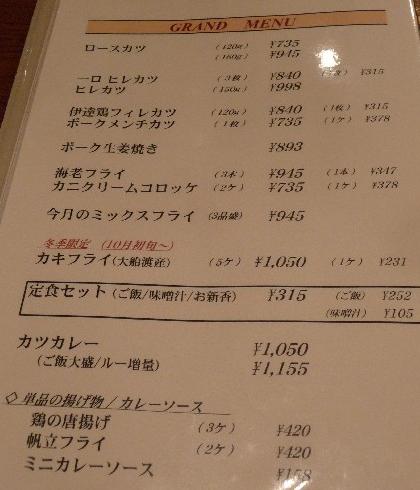 GRAND MENU
ロースカツ (120g) ¥735
(160g) ¥945
一口 ヒレカツ (3枚) ¥840 ¥315
ヒレカツ (150g) ¥998
伊達鶏フィレカツ (120g) ¥840 (1枚) ¥315
ポークメンチカツ (1枚) ¥735 (1ケ) ¥378
ポーク生姜焼き ¥893
海老フライ (3本) ¥945 (1本) ¥347
カニクリームコロッケ (2ケ) ¥735 (1ケ) ¥378
今月のミックスフライ (3品盛) ¥945
冬季限定 (10月初旬～)
カキフライ(大船渡産) (5ケ) ¥1,050 (1ケ) ¥231
定食セット(ご飯/味噌汁/お新香) ¥315 (ご飯) ¥252
(味噌汁) ¥105
カツカレー ¥1,050
(ご飯大盛/ルー増量) ¥1,155
◇ 単品の揚げ物/カレーソース
鶏の唐揚げ (3ケ) ¥420
帆立フライ (2ケ) ¥420
ミニカレーソース ¥158